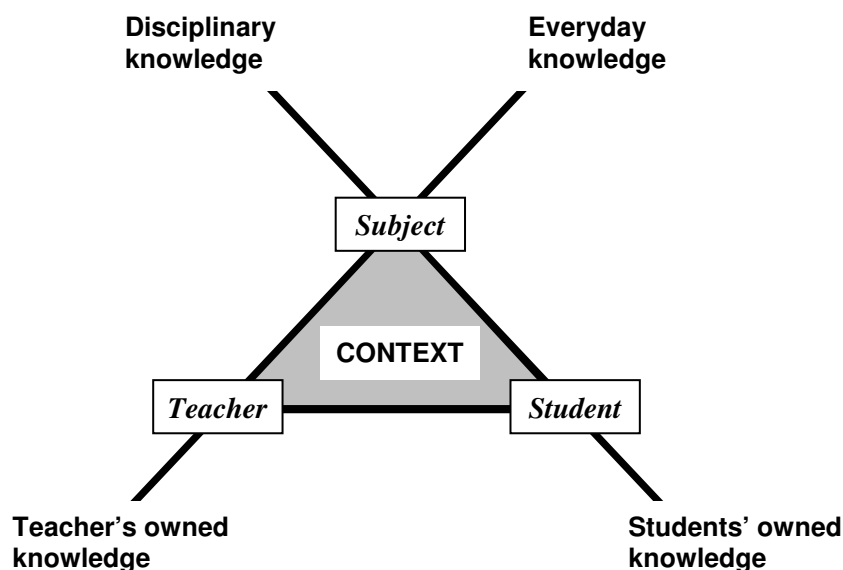 Disciplinary
knowledge
Everyday
knowledge
Subject
CONTEXT
Teacher
Student
Teacher’s owned
knowledge
Students’ owned
knowledge